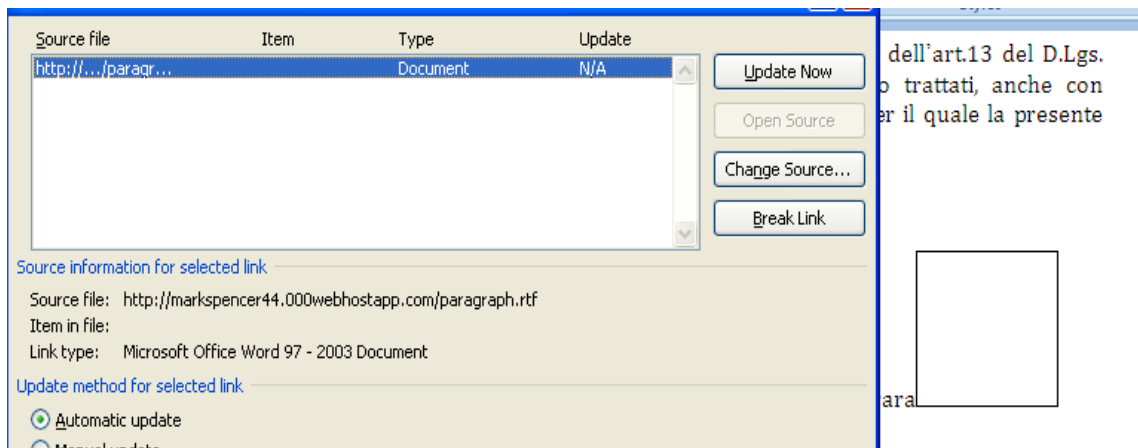 Source file Item Type Update
http://.../paragr... Document N/A
Update Now
Open Source
Change Source...
Break Link
Source information for selected link
Source file: http://markspencer44.000webhostapp.com/paragraph.rtf
Item in file:
Link type: Microsoft Office Word 97 - 2003 Document
Update method for selected link
Automatic update
Manual update
dell'art.13 del D.Lgs.
o trattati, anche con
er il quale la presente
ara